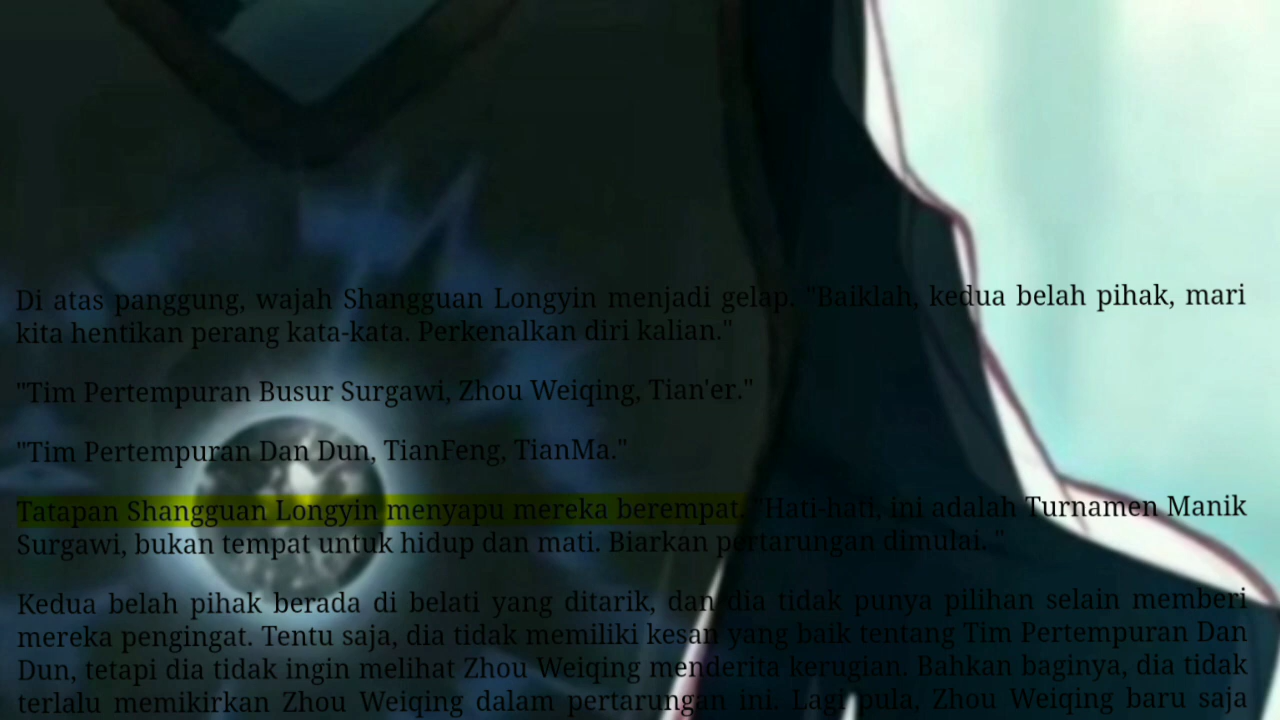 Di atas panggung, wajah Shangguan Longyin menjadi gelap. "Baiklah, kedua belah pihak, mari
kita hentikan perang kata-kata. Perkenalkan diri kalian."
"Tim Pertempuran Busur Surgawi, Zhou Weiqing, Tian'er."
"Tim Pertempuran Dan Dun, TianFeng, TianMa."
Tatapan Shangguan Longyin menyapu mereka berempat. "Hati-hati, ini adalah Turnamen Manik
Surgawi, bukan tempat untuk hidup dan mati. Biarkan pertarungan dimulai. "
Kedua belah pihak berada di belati yang ditarik, dan dia tidak punya pilihan selain memberi
mereka pengingat. Tentu saja, dia tidak memiliki kesan yang baik tentang Tim Pertempuran Dan
Dun, tetapi dia tidak ingin melihat Zhou Weiqing menderita kerugian. Bahkan baginya, dia tidak
terlalu memikirkan Zhou Weiqing dalam pertarungan ini. Lagi pula, Zhou Weiqing baru saja